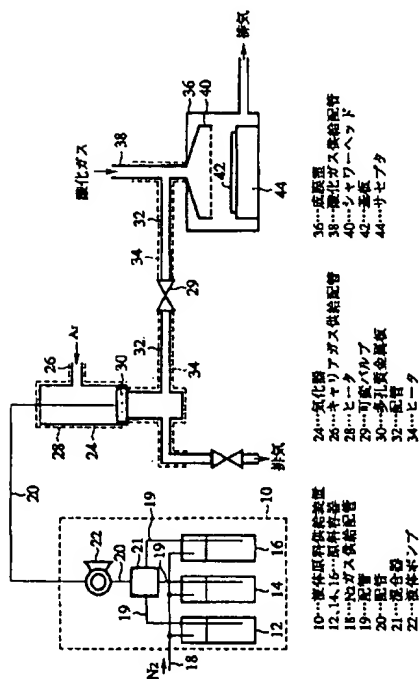 酸化ガス
38
36
40
排気
32
34
42
44
29
Ar
26
30
28
24
32
34
排気
20
10
22
20
21
19
19
19
16
14
12
N2
18
10…液体原料供給装置
12,14,16…原料容器
18…N2ガス供給配管
19…配管
20…配管
21…混合器
22…液体ポンプ
24…気化器
26…キャリアガス供給配管
28…ヒータ
29…可変バルブ
30…多孔質金属板
32…配管
34…ヒータ
36…成膜室
38…酸化ガス供給配管
40…シャワーヘッド
42…基板
44…サセプタ